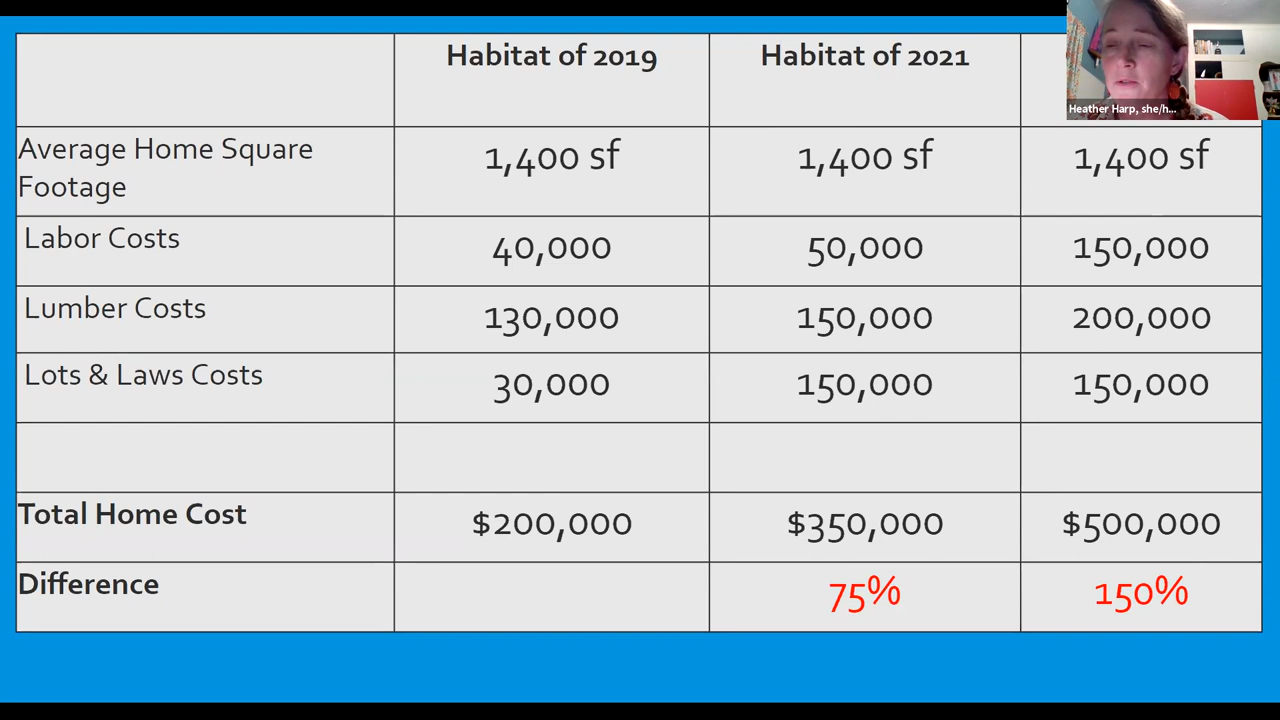 Habitat of 2019 Habitat of 2021
Heather Harp, she/h...
Average Home Square
Footage
1,400 sf 1,400 sf 1,400 sf
Labor Costs 40,000 50,000 150,000
Lumber Costs 130,000 150,000 200,000
Lots & Laws Costs 30,000 150,000 150,000
Total Home Cost $200,000 $350,000 $500,000
Difference 75% 150%